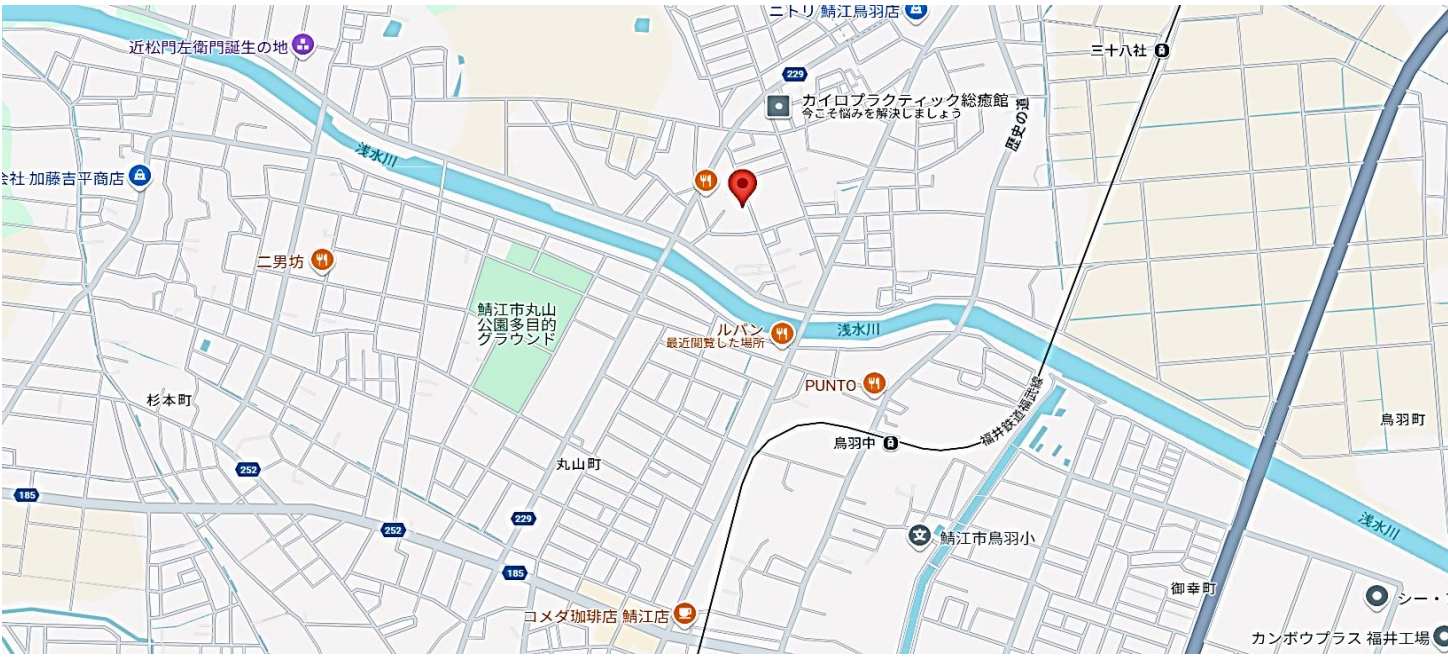 ニトリ 鯖江鳥羽店
近松門左衛門誕生の地
三十八社
229
カイロプラクティック総癒館
今こそ悩みを解決しましょう
歴史の道
浅水川
会社 加藤吉平商店
二男坊
鯖江市丸山
公園多目的
グラウンド
ルパン
最近閲覧した場所
浅水川
PUNTO
福井鉄道福武線
杉本町
鳥羽町
鳥羽中
丸山町
252
185
229
252
浅水川
鯖江市鳥羽小
185
御幸町
コメダ珈琲店 鯖江店
シー・
カンボウプラス 福井工場